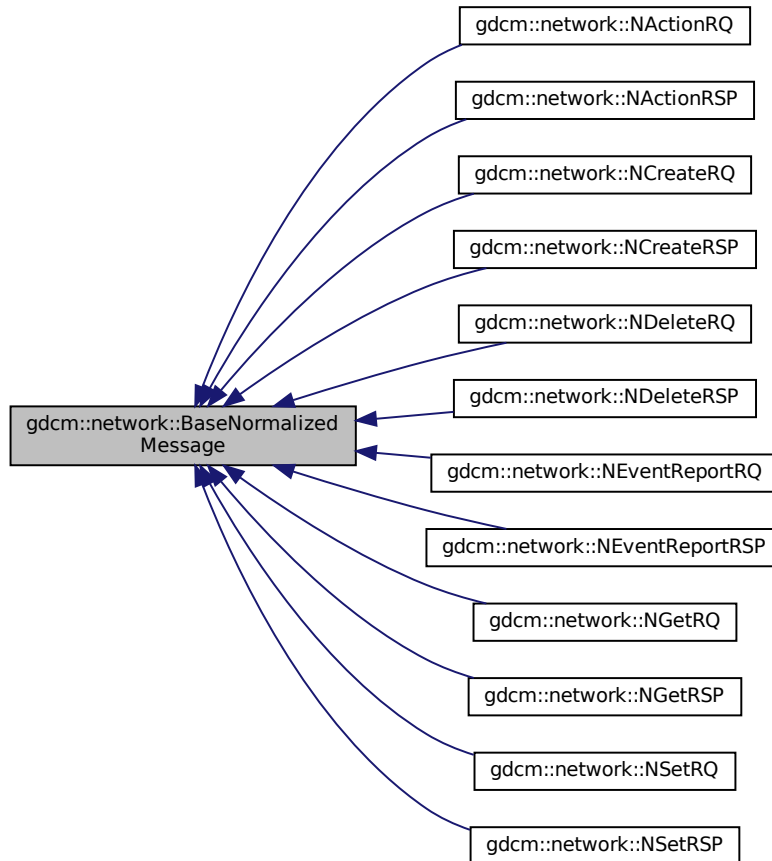 gdcm::network::NActionRQ
gdcm::network::NActionRSP
gdcm::network::NCreateRQ
gdcm::network::NCreateRSP
gdcm::network::NDeleteRQ
gdcm::network::NDeleteRSP
gdcm::network::BaseNormalized
Message
gdcm::network::NEventReportRQ
gdcm::network::NEventReportRSP
gdcm::network::NGetRQ
gdcm::network::NGetRSP
gdcm::network::NSetRQ
gdcm::network::NSetRSP